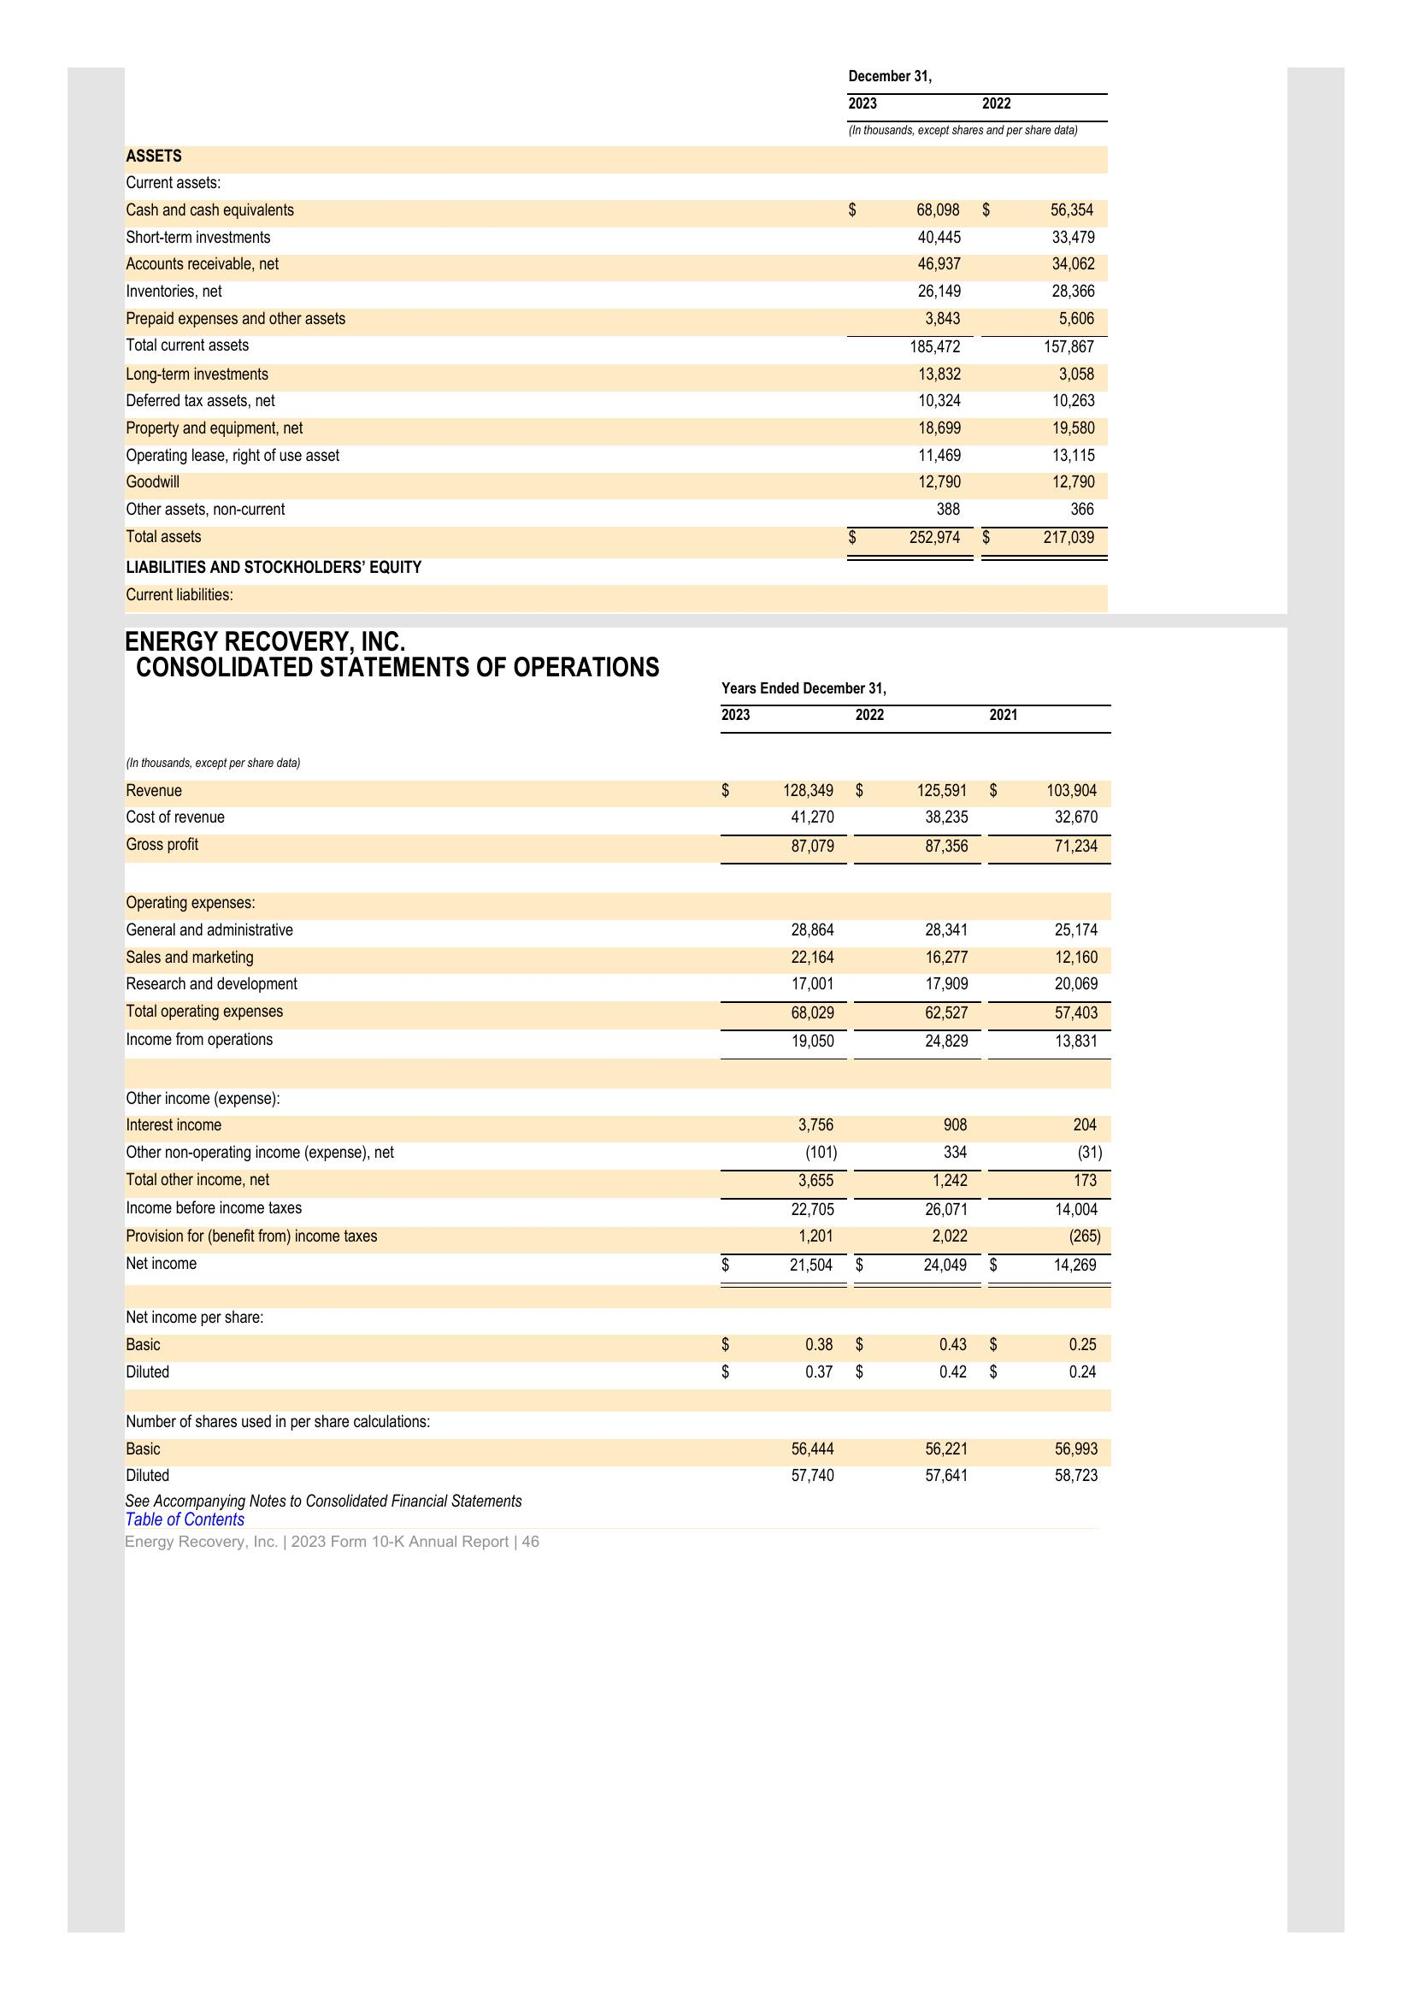 December 31,
2023 2022
(In thousands, except shares and per share data)
ASSETS
Current assets:
Cash and cash equivalents $ 68,098 $ 56,354
Short-term investments 40,445 33,479
Accounts receivable, net 46,937 34,062
Inventories, net 26,149 28,366
Prepaid expenses and other assets 3,843 5,606
Total current assets 185,472 157,867
Long-term investments 13,832 3,058
Deferred tax assets, net 10,324 10,263
Property and equipment, net 18,699 19,580
Operating lease, right of use asset 11,469 13,115
Goodwill 12,790 12,790
Other assets, non-current 388 366
Total assets $ 252,974 $ 217,039
LIABILITIES AND STOCKHOLDERS’ EQUITY
Current liabilities:
ENERGY RECOVERY, INC.
CONSOLIDATED STATEMENTS OF OPERATIONS
Years Ended December 31,
2023 2022 2021
(In thousands, except per share data)
Revenue $ 128,349 $ 125,591 $ 103,904
Cost of revenue 41,270 38,235 32,670
Gross profit 87,079 87,356 71,234
Operating expenses:
General and administrative 28,864 28,341 25,174
Sales and marketing 22,164 16,277 12,160
Research and development 17,001 17,909 20,069
Total operating expenses 68,029 62,527 57,403
Income from operations 19,050 24,829 13,831
Other income (expense):
Interest income 3,756 908 204
Other non-operating income (expense), net (101) 334 (31)
Total other income, net 3,655 1,242 173
Income before income taxes 22,705 26,071 14,004
Provision for (benefit from) income taxes 1,201 2,022 (265)
Net income $ 21,504 $ 24,049 $ 14,269
Net income per share:
Basic $ 0.38 $ 0.43 $ 0.25
Diluted $ 0.37 $ 0.42 $ 0.24
Number of shares used in per share calculations:
Basic 56,444 56,221 56,993
Diluted 57,740 57,641 58,723
See Accompanying Notes to Consolidated Financial Statements
Table of Contents
Energy Recovery, Inc. | 2023 Form 10-K Annual Report | 46